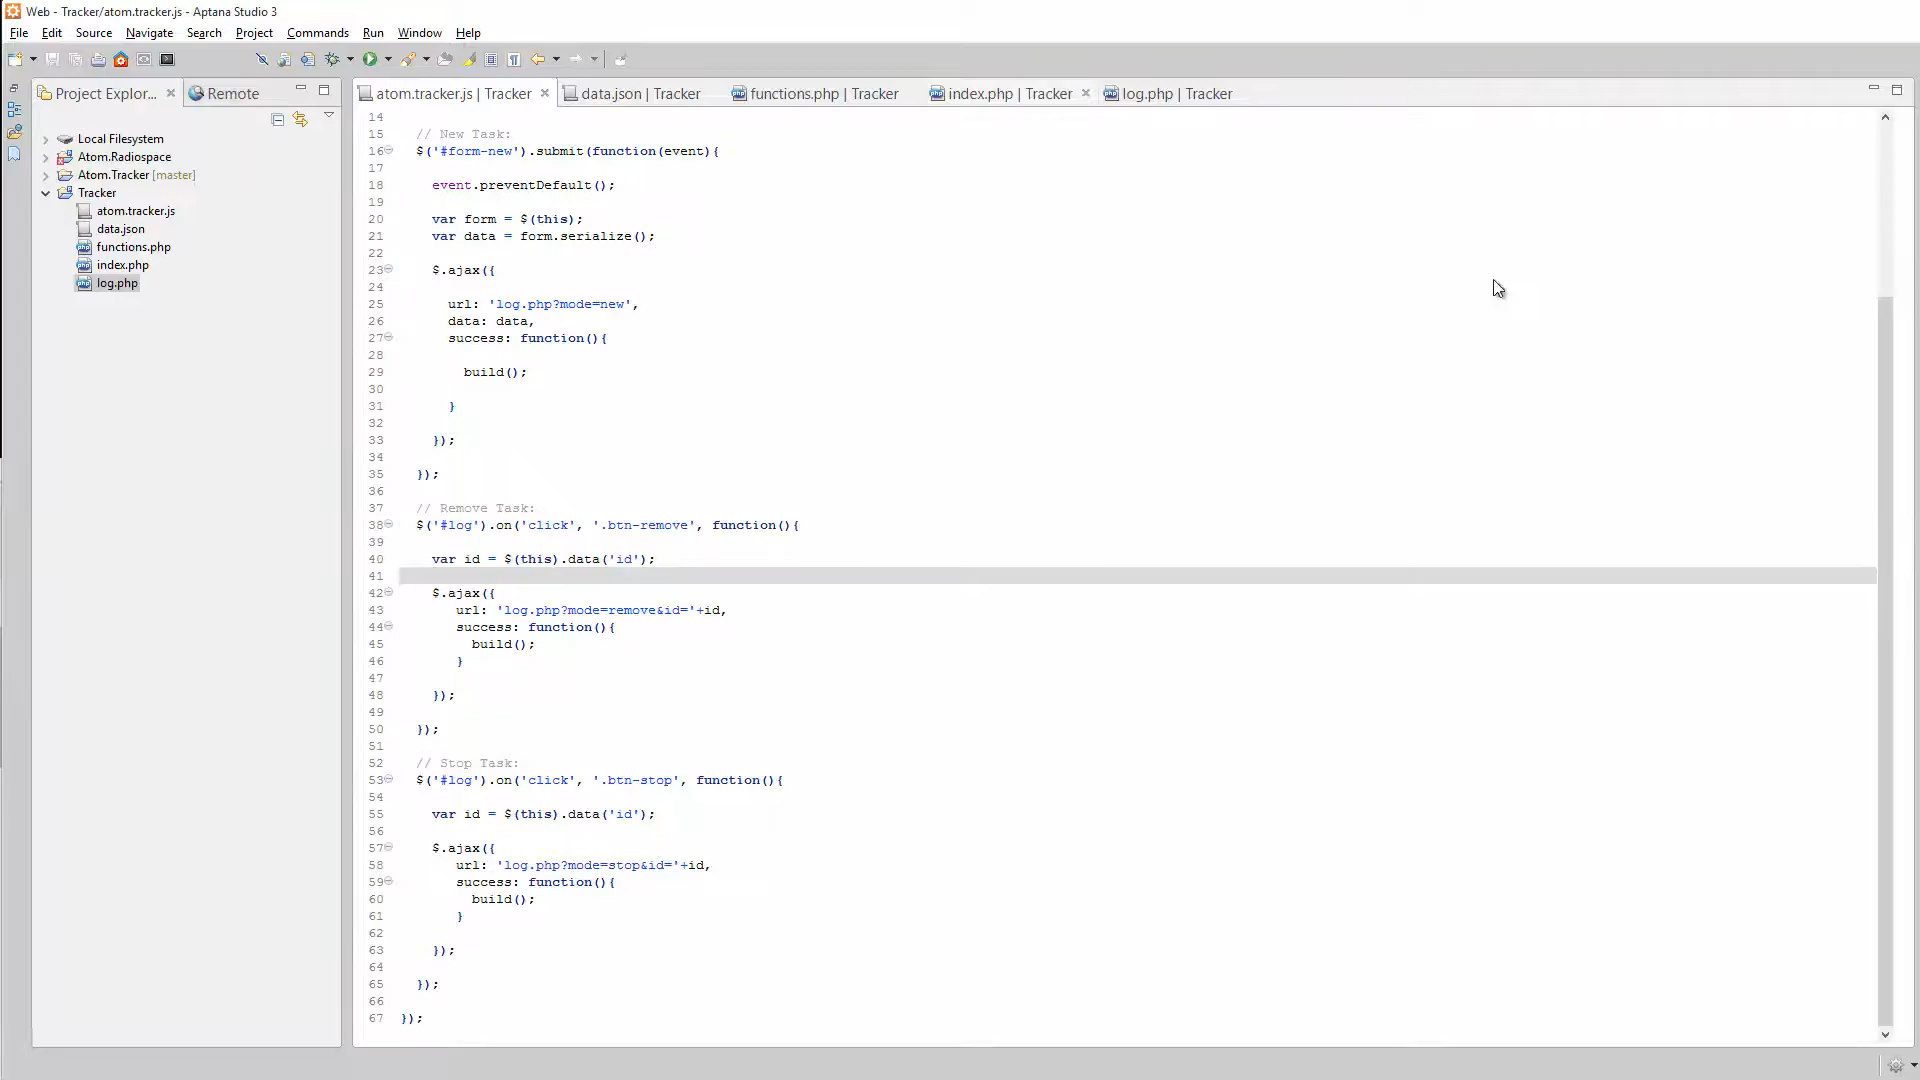 Web - Tracker/atom.tracker.js - Aptana Studio 3
File Edit Source Navigate Search Project Commands Run Window Help
Project Explor... Remote
atom.tracker.js | Tracker data.json | Tracker functions.php | Tracker index.php | Tracker log.php | Tracker
Local Filesystem
Atom.Radiospace
Atom.Tracker [master]
Tracker
atom.tracker.js
data.json
functions.php
index.php
log.php
14
15 // New Task:
16 $('#form-new').submit(function(event){
17
18 event.preventDefault();
19
20 var form = $(this);
21 var data = form.serialize();
22
23 $.ajax({
24
25 url: 'log.php?mode=new',
26 data: data,
27 success: function(){
28
29 build();
30
31 }
32
33 });
34
35 });
36
37 // Remove Task:
38 $('#log').on('click', '.btn-remove', function(){
39
40 var id = $(this).data('id');
41
42 $.ajax({
43 url: 'log.php?mode=remove&id='+id,
44 success: function(){
45 build();
46 }
47
48 });
49
50 });
51
52 // Stop Task:
53 $('#log').on('click', '.btn-stop', function(){
54
55 var id = $(this).data('id');
56
57 $.ajax({
58 url: 'log.php?mode=stop&id='+id,
59 success: function(){
60 build();
61 }
62
63 });
64
65 });
66
67 });